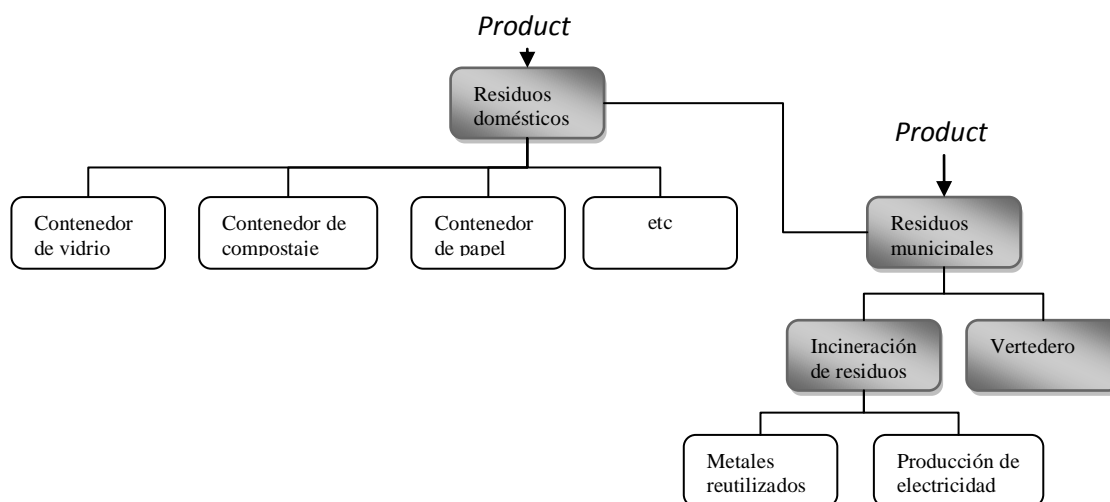 Product
Residuos
domésticos
Product
Contenedor
de vidrio
Contenedor de
compostaje
Contenedor
de papel
etc
Residuos
municipales
Incineración
de residuos
Vertedero
Metales
reutilizados
Producción de
electricidad